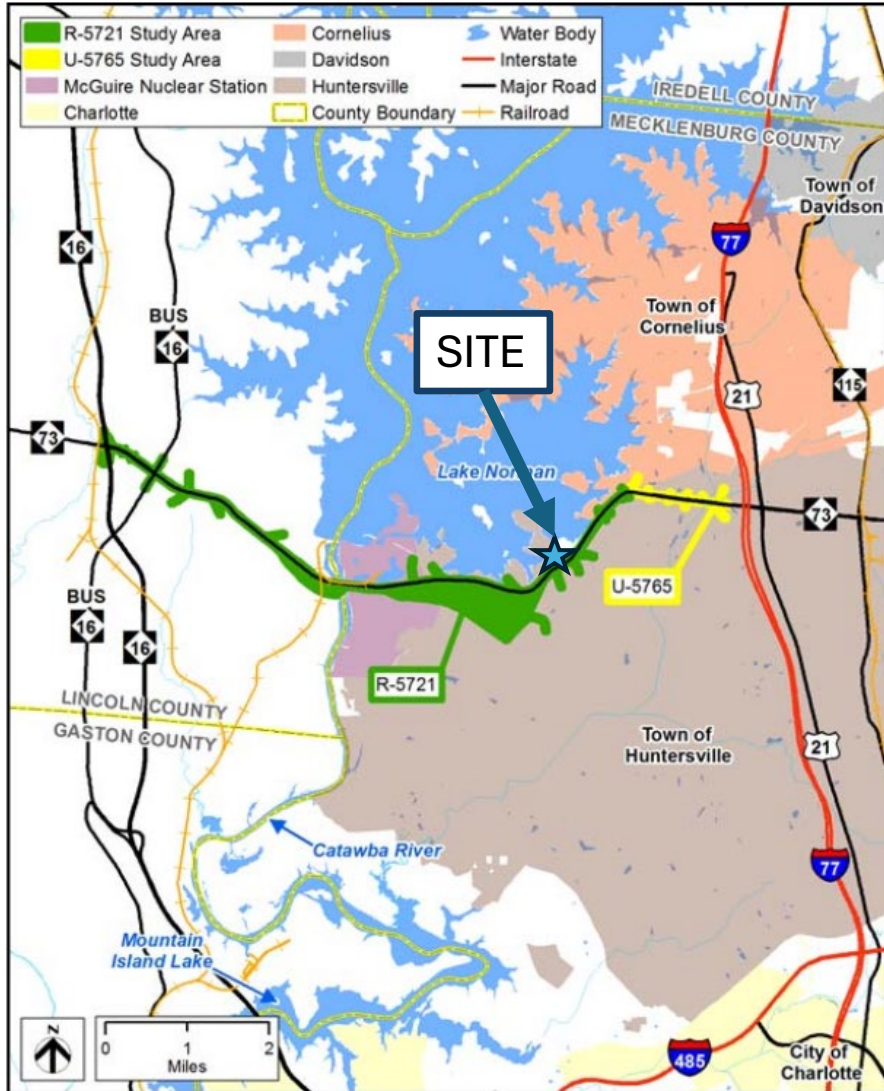 R-5721 Study Area
U-5765 Study Area
McGuire Nuclear Station
Charlotte
Cornelius
Davidson
Huntersville
County Boundary
Water Body
Interstate
Major Road
Railroad
IREDELL COUNTY
MECKLENBURG COUNTY
Town of
Davidson
16
77
BUS
16
Town of
Cornelius
SITE
21
115
73
Lake Norman
73
U-5765
BUS
16
16
R-5721
LINCOLN COUNTY
GASTON COUNTY
Town of
Huntersville
21
Catawba River
77
Mountain
Island Lake
N
0 1 2
Miles
485
City of
Charlotte